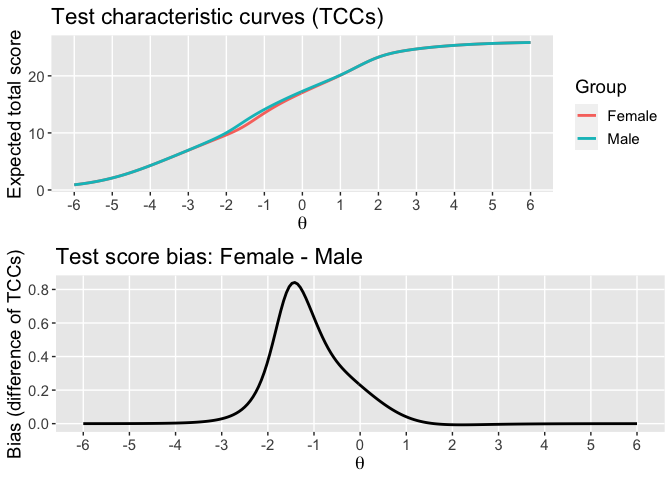 Test characteristic curves (TCCs)
Expected total score
20
10
0
-6 -5 -4 -3 -2 -1 0 1 2 3 4 5 6
θ
Group
Female
Male
Test score bias: Female - Male
Bias (difference of TCCs)
0.8
0.6
0.4
0.2
0.0
-6 -5 -4 -3 -2 -1 0 1 2 3 4 5 6
θ